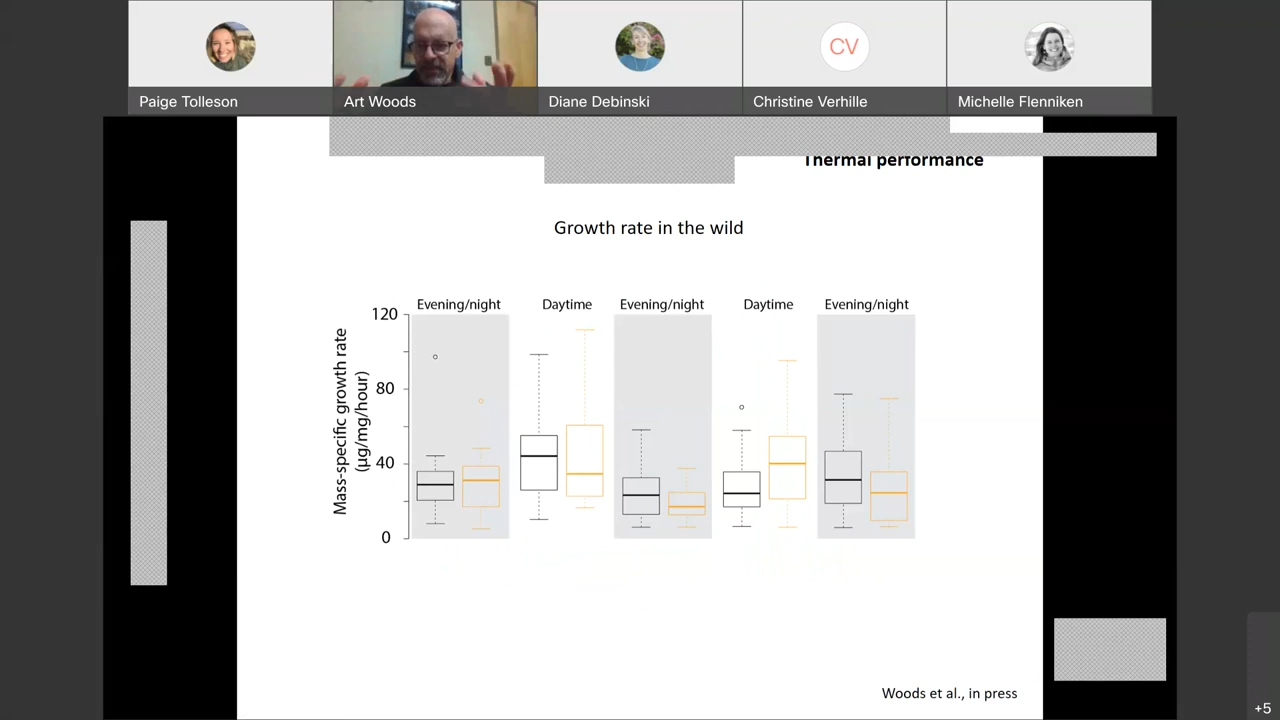 Paige Tolleson
Art Woods
Diane Debinski
CV
Christine Verhille
Michelle Flenniken
Thermal performance
Growth rate in the wild
Evening/night
Daytime
Evening/night
Daytime
Evening/night
Mass-specific growth rate
(µg/mg/hour)
120
80
40
0
Woods et al., in press
+5